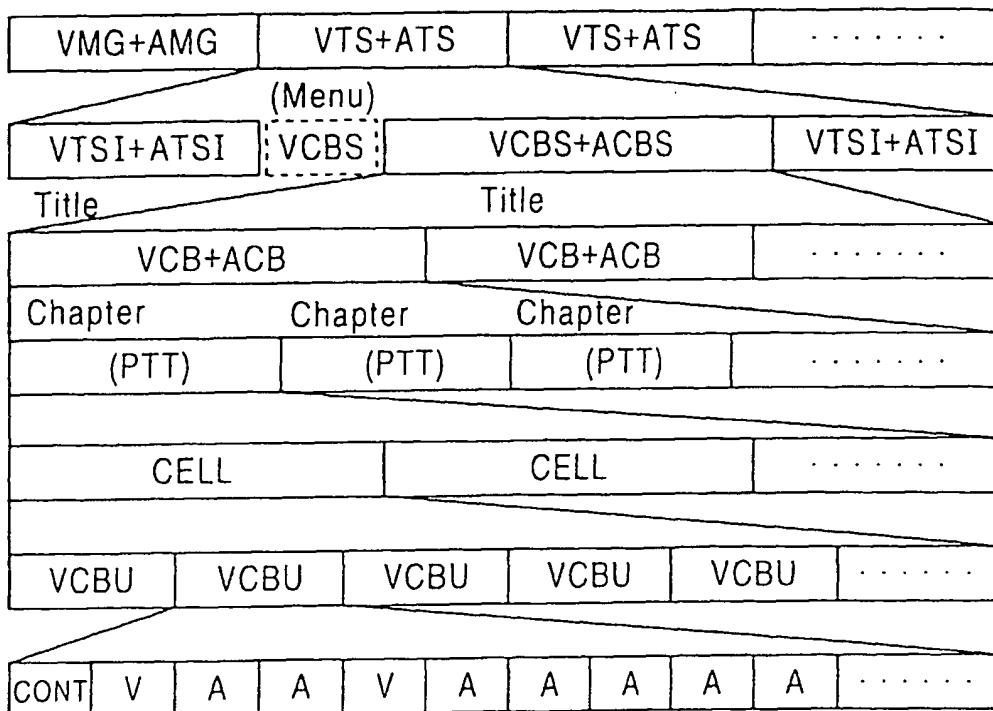 VMG+AMG VTS+ATS VTS+ATS .......
(Menu)
VTSI+ATSI VCBS VCBS+ACBS VTSI+ATSI
Title Title
VCB+ACB VCB+ACB .......
Chapter Chapter Chapter
(PTT) (PTT) (PTT) .......
CELL CELL .......
VCBU VCBU VCBU VCBU VCBU ......
CONT V A A V A A A A A ......